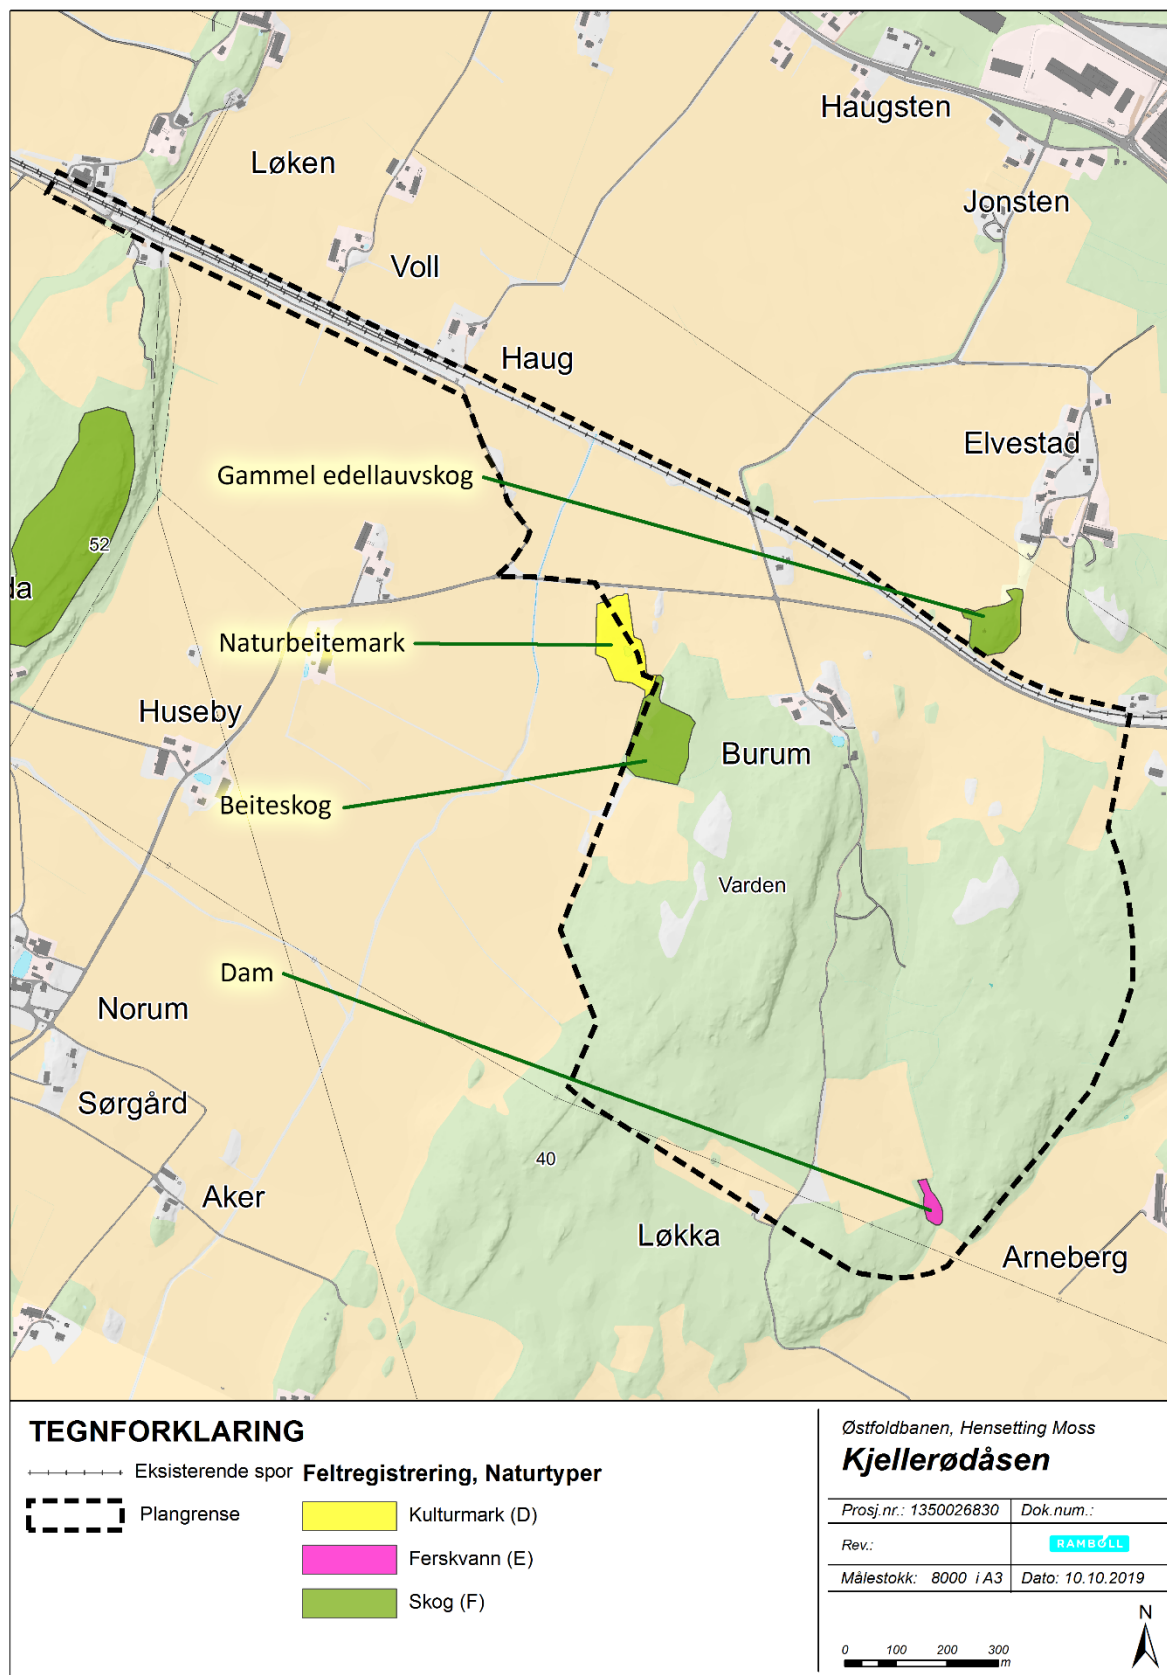 Haugsten
Løken
Jonsten
Voll
Haug
Elvestad
Gammel edellauvskog
52
da
Naturbeitemark
Huseby
Burum
Beiteskog
Varden
Dam
Norum
Sørgård
40
Aker
Løkka
Arneberg
TEGNFORKLARING
Eksisterende spor
Plangrense
Feltregistrering, Naturtyper
Kulturmark (D)
Ferskvann (E)
Skog (F)
Østfoldbanen, Hensetting Moss
Kjellerødåsen
Prosj.nr.: 1350026830 Dok.num.:
Rev.: RAMBOLL
Målestokk: 8000 i A3 Dato: 10.10.2019
N
0 100 200 300
m